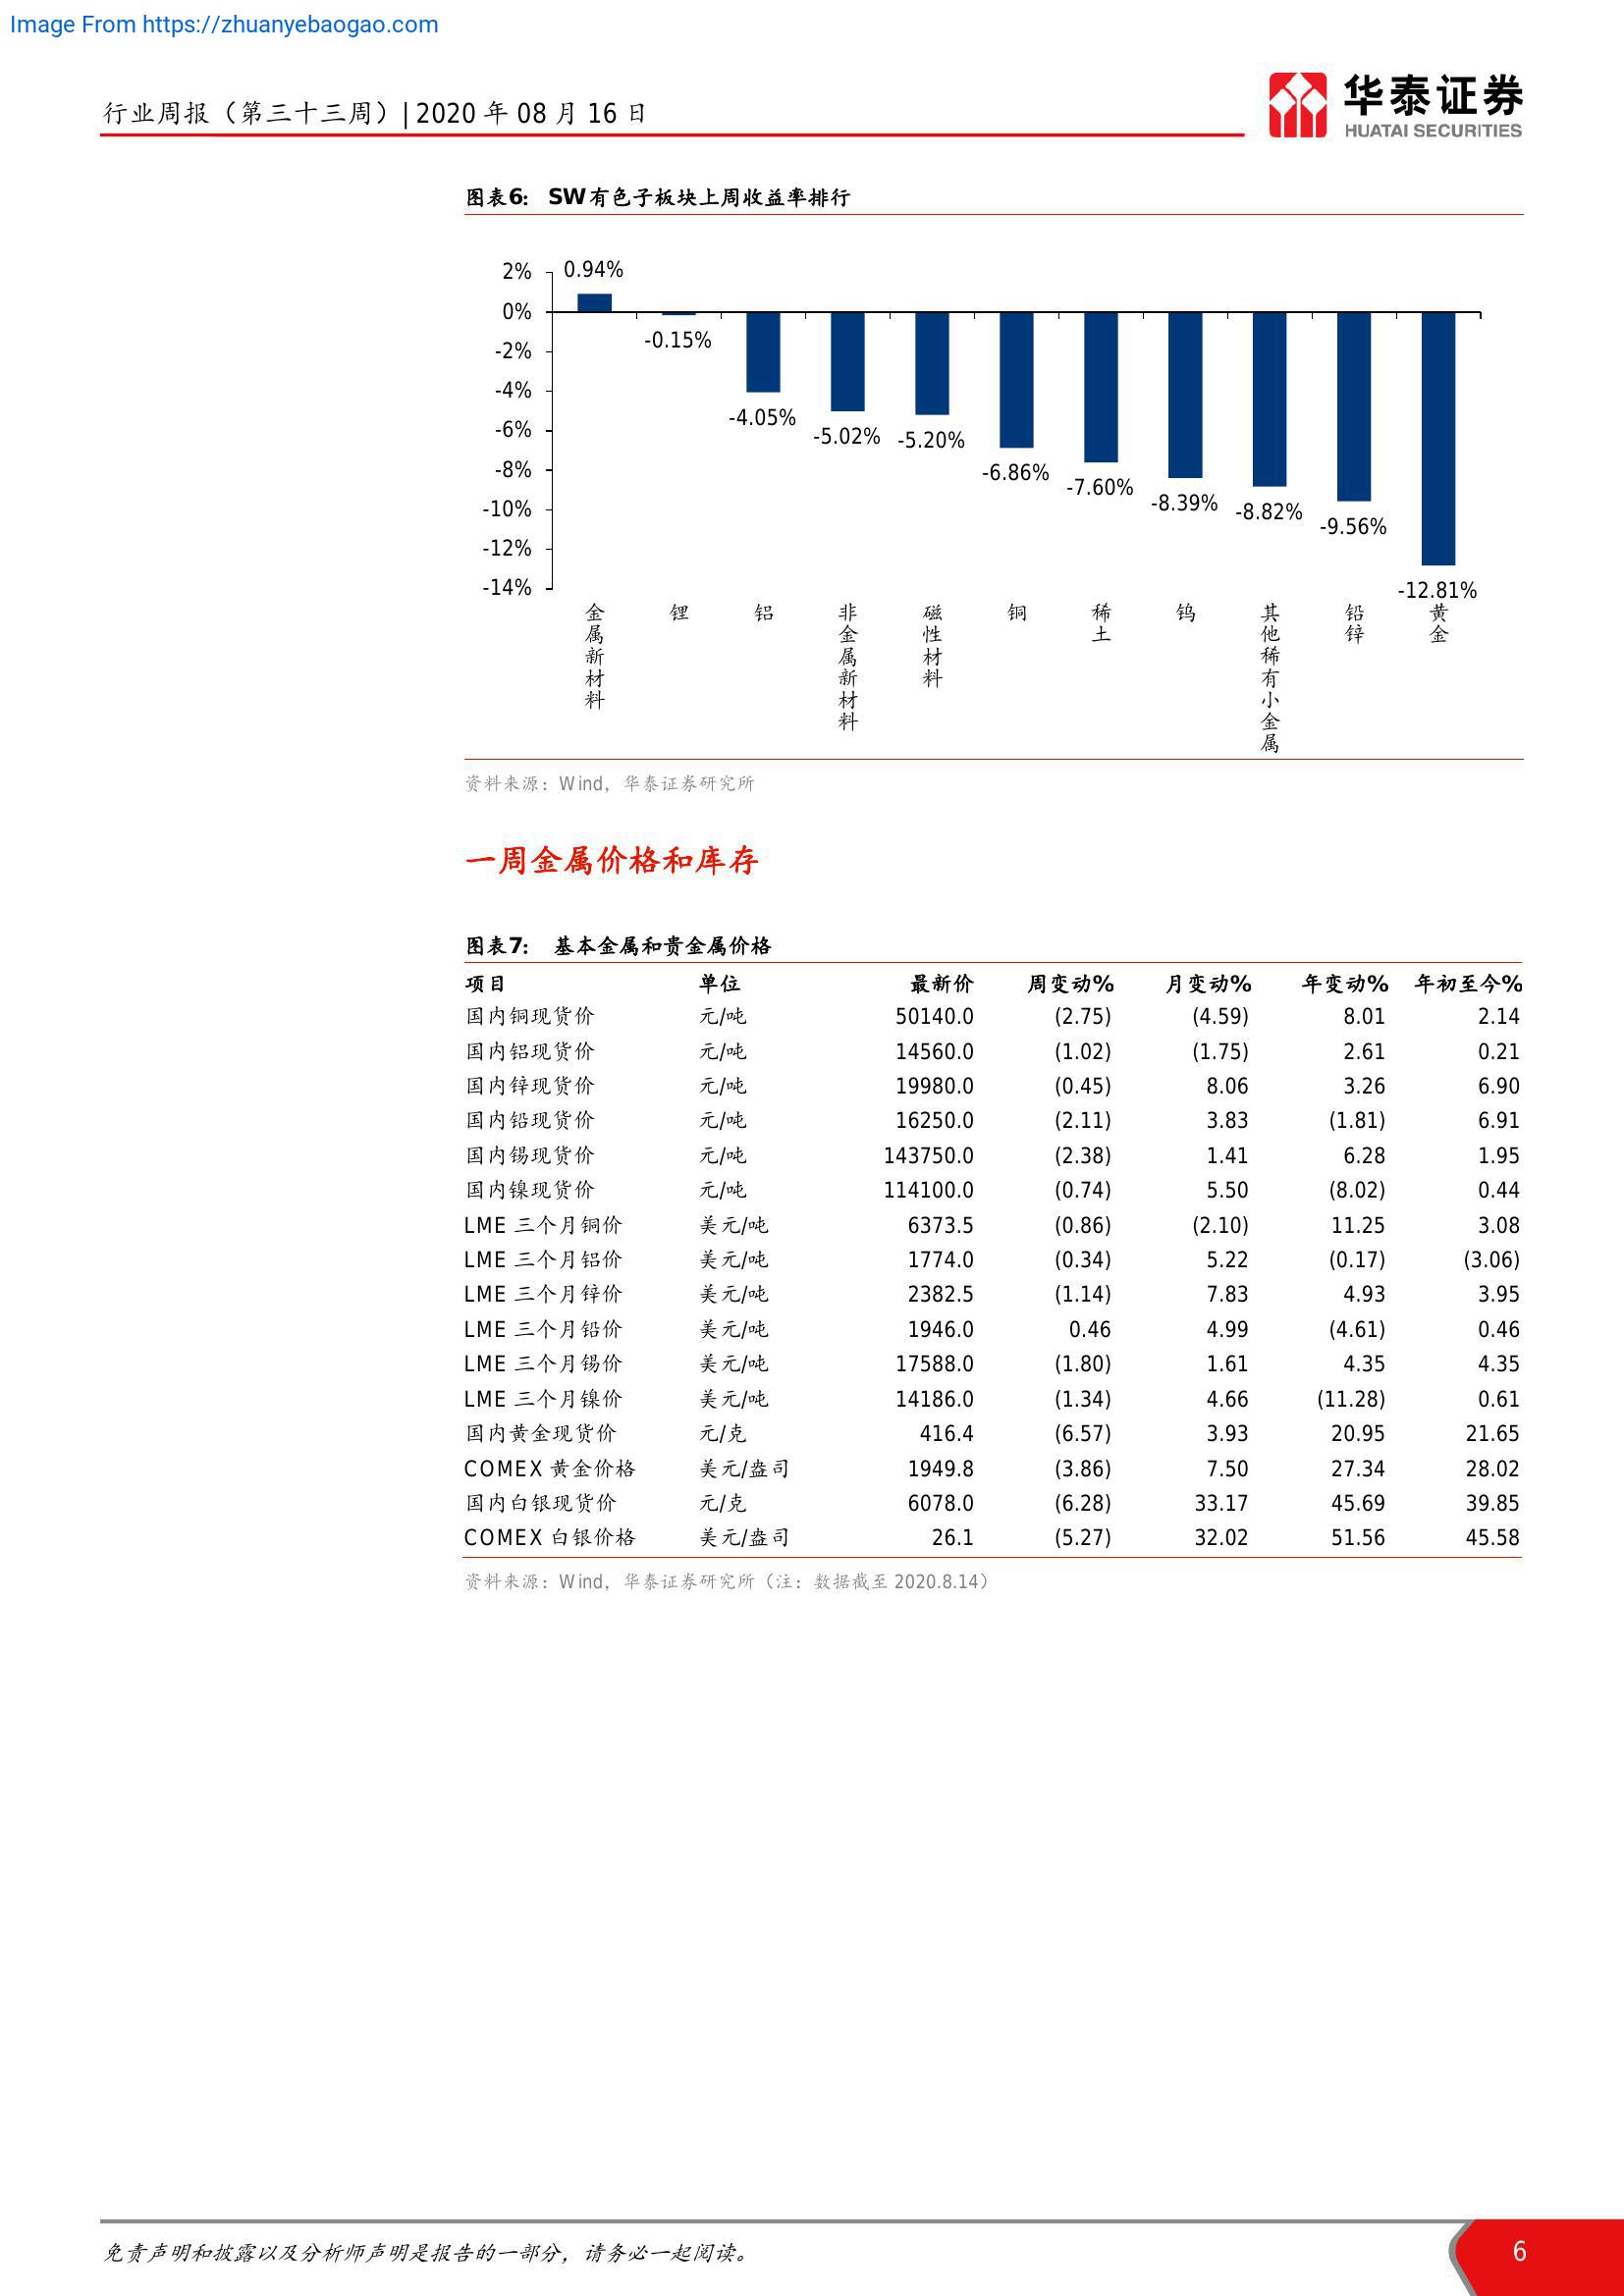 Image From https://zhuanyebaogao.com
行业周报（第三十三周）| 2020 年 08 月 16 日
华泰证券
HUATAI SECURITIES
图表6： SW有色子板块上周收益率排行
2%
0%
-2%
-4%
-6%
-8%
-10%
-12%
-14%
0.94%
-0.15%
-4.05%
-5.02%
-5.20%
-6.86%
-7.60%
-8.39%
-8.82%
-9.56%
-12.81%
金属新材料
锂
铝
非金属新材料
磁性材料
铜
稀土
钨
其他稀有小金属
铅锌
黄金
资料来源：Wind，华泰证券研究所
一周金属价格和库存
图表7： 基本金属和贵金属价格
项目 单位 最新价 周变动% 月变动% 年变动% 年初至今%
国内铜现货价 元/吨 50140.0 (2.75) (4.59) 8.01 2.14
国内铝现货价 元/吨 14560.0 (1.02) (1.75) 2.61 0.21
国内锌现货价 元/吨 19980.0 (0.45) 8.06 3.26 6.90
国内铅现货价 元/吨 16250.0 (2.11) 3.83 (1.81) 6.91
国内锡现货价 元/吨 143750.0 (2.38) 1.41 6.28 1.95
国内镍现货价 元/吨 114100.0 (0.74) 5.50 (8.02) 0.44
LME 三个月铜价 美元/吨 6373.5 (0.86) (2.10) 11.25 3.08
LME 三个月铝价 美元/吨 1774.0 (0.34) 5.22 (0.17) (3.06)
LME 三个月锌价 美元/吨 2382.5 (1.14) 7.83 4.93 3.95
LME 三个月铅价 美元/吨 1946.0 0.46 4.99 (4.61) 0.46
LME 三个月锡价 美元/吨 17588.0 (1.80) 1.61 4.35 4.35
LME 三个月镍价 美元/吨 14186.0 (1.34) 4.66 (11.28) 0.61
国内黄金现货价 元/克 416.4 (6.57) 3.93 20.95 21.65
COMEX 黄金价格 美元/盎司 1949.8 (3.86) 7.50 27.34 28.02
国内白银现货价 元/克 6078.0 (6.28) 33.17 45.69 39.85
COMEX 白银价格 美元/盎司 26.1 (5.27) 32.02 51.56 45.58
资料来源：Wind，华泰证券研究所（注：数据截至 2020.8.14）
免责声明和披露以及分析师声明是报告的一部分，请务必一起阅读。
6